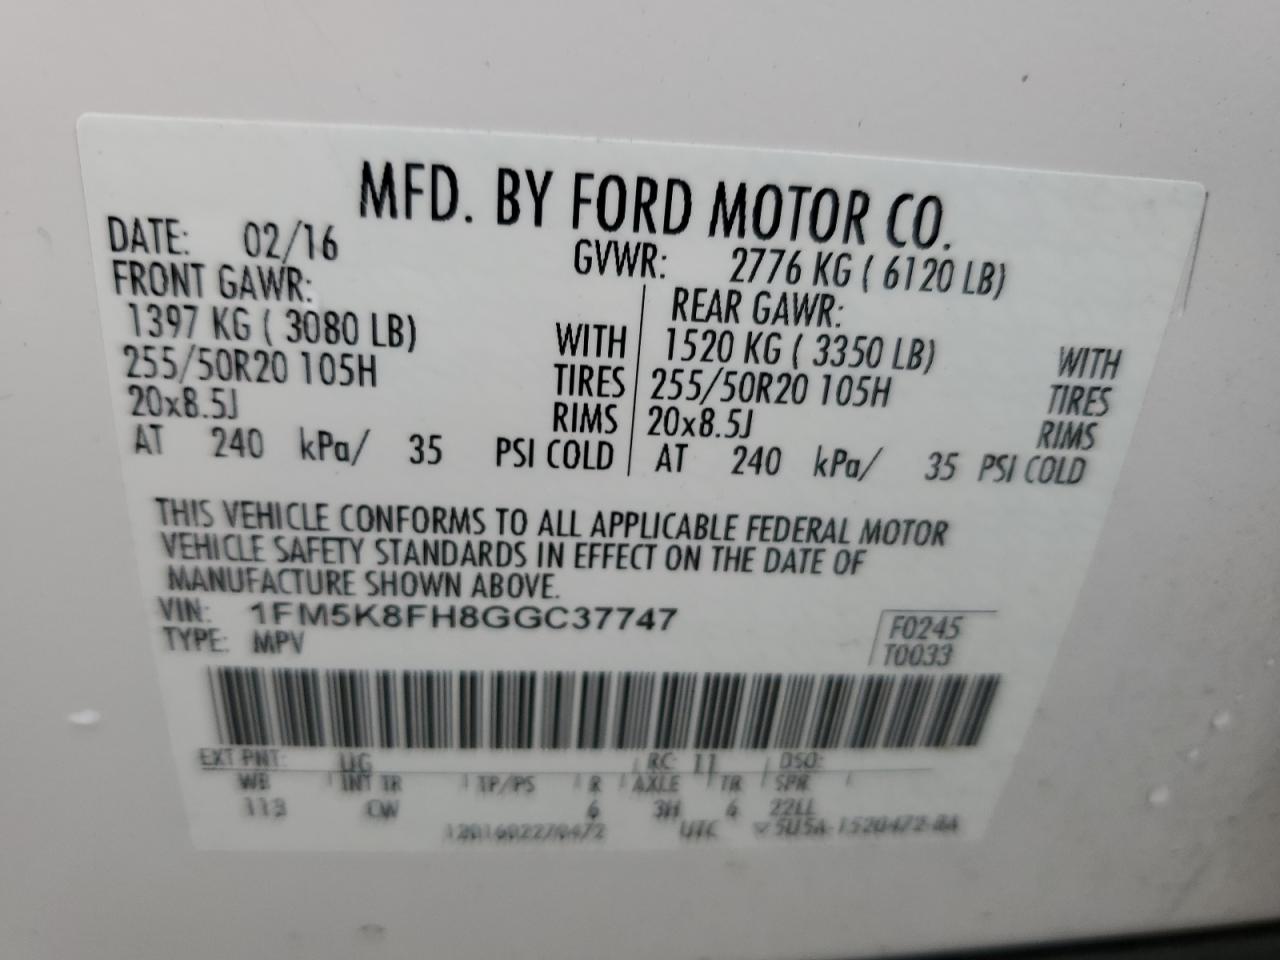 MFD. BY FORD MOTOR CO.
DATE: 02/16 GVWR: 2776 KG ( 6120 LB)
FRONT GAWR: REAR GAWR:
1397 KG ( 3080 LB) WITH 1520 KG ( 3350 LB) WITH
255/50R20 105H TIRES 255/50R20 105H TIRES
20x8.5J RIMS 20x8.5J RIMS
AT 240 kPa/ 35 PSI COLD AT 240 kPa/ 35 PSI COLD
THIS VEHICLE CONFORMS TO ALL APPLICABLE FEDERAL MOTOR
VEHICLE SAFETY STANDARDS IN EFFECT ON THE DATE OF
MANUFACTURE SHOWN ABOVE.
VIN: 1FM5K8FH8GGC37747 F0245
TYPE: MPV T0033
EXT PNT: UG RC: 11 DSO:
WB INT TR TP/PS R AXLE TR SPR
113 CW 6 3H 6 22LL
1201602270472 UTC 5U5A-1520472-